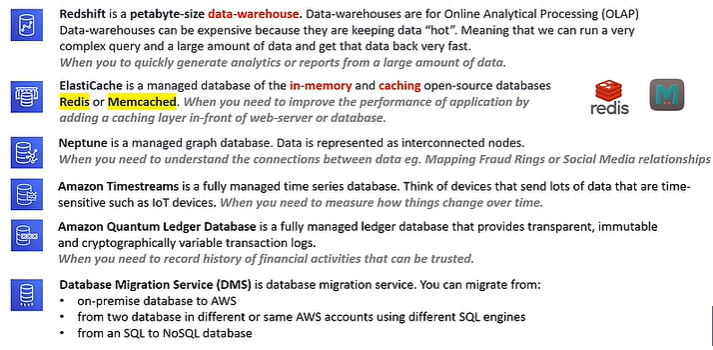 Redshift is a petabyte-size data-warehouse. Data-warehouses are for Online Analytical Processing (OLAP)
Data-warehouses can be expensive because they are keeping data “hot”. Meaning that we can run a very
complex query and a large amount of data and get that data back very fast.
When you to quickly generate analytics or reports from a large amount of data.
ElastiCache is a managed database of the in-memory and caching open-source databases
Redis or Memcached. When you need to improve the performance of application by
adding a caching layer in-front of web-server or database.
redis
Neptune is a managed graph database. Data is represented as interconnected nodes.
When you need to understand the connections between data eg. Mapping Fraud Rings or Social Media relationships
Amazon Timestreams is a fully managed time series database. Think of devices that send lots of data that are time-
sensitive such as IoT devices. When you need to measure how things change over time.
Amazon Quantum Ledger Database is a fully managed ledger database that provides transparent, immutable
and cryptographically variable transaction logs.
When you need to record history of financial activities that can be trusted.
Database Migration Service (DMS) is database migration service. You can migrate from:
• on-premise database to AWS
• from two database in different or same AWS accounts using different SQL engines
• from an SQL to NoSQL database